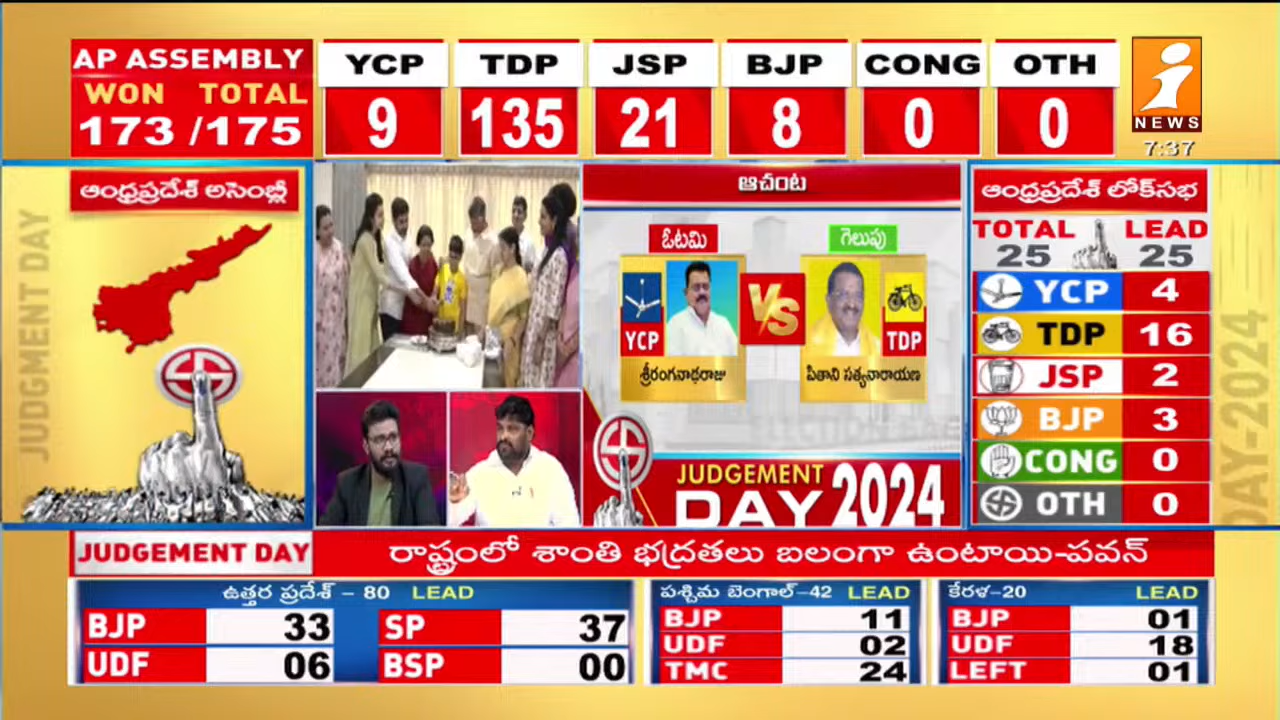 AP ASSEMBLY
WON TOTAL
173 /175
YCP TDP JSP BJP CONG OTH
9 135 21 8 0 0
i
NEWS
7:37
ఆంధ్రప్రదేశ్ అసెంబ్లీ
JUDGMENT DAY
ఆచంట
ఓటమి
గెలుపు
YCP
VS
TDP
శ్రీరంగనాథరాజు
పితాని సత్యనారాయణ
JUDGEMENT
DAY 2024
ఆంధ్రప్రదేశ్ లోక్‌సభ
TOTAL LEAD
25 25
YCP 4
TDP 16
JSP 2
BJP 3
CONG 0
OTH 0
DAY-2024
JUDGEMENT DAY
రాష్ట్రంలో శాంతి భద్రతలు బలంగా ఉంటాయి-పవన్
ఉత్తర ప్రదేశ్ - 80 LEAD
BJP 33 SP 37
UDF 06 BSP 00
పశ్చిమ బెంగాల్-42 LEAD
BJP 11
UDF 02
TMC 24
కేరళ-20 LEAD
BJP 01
UDF 18
LEFT 01